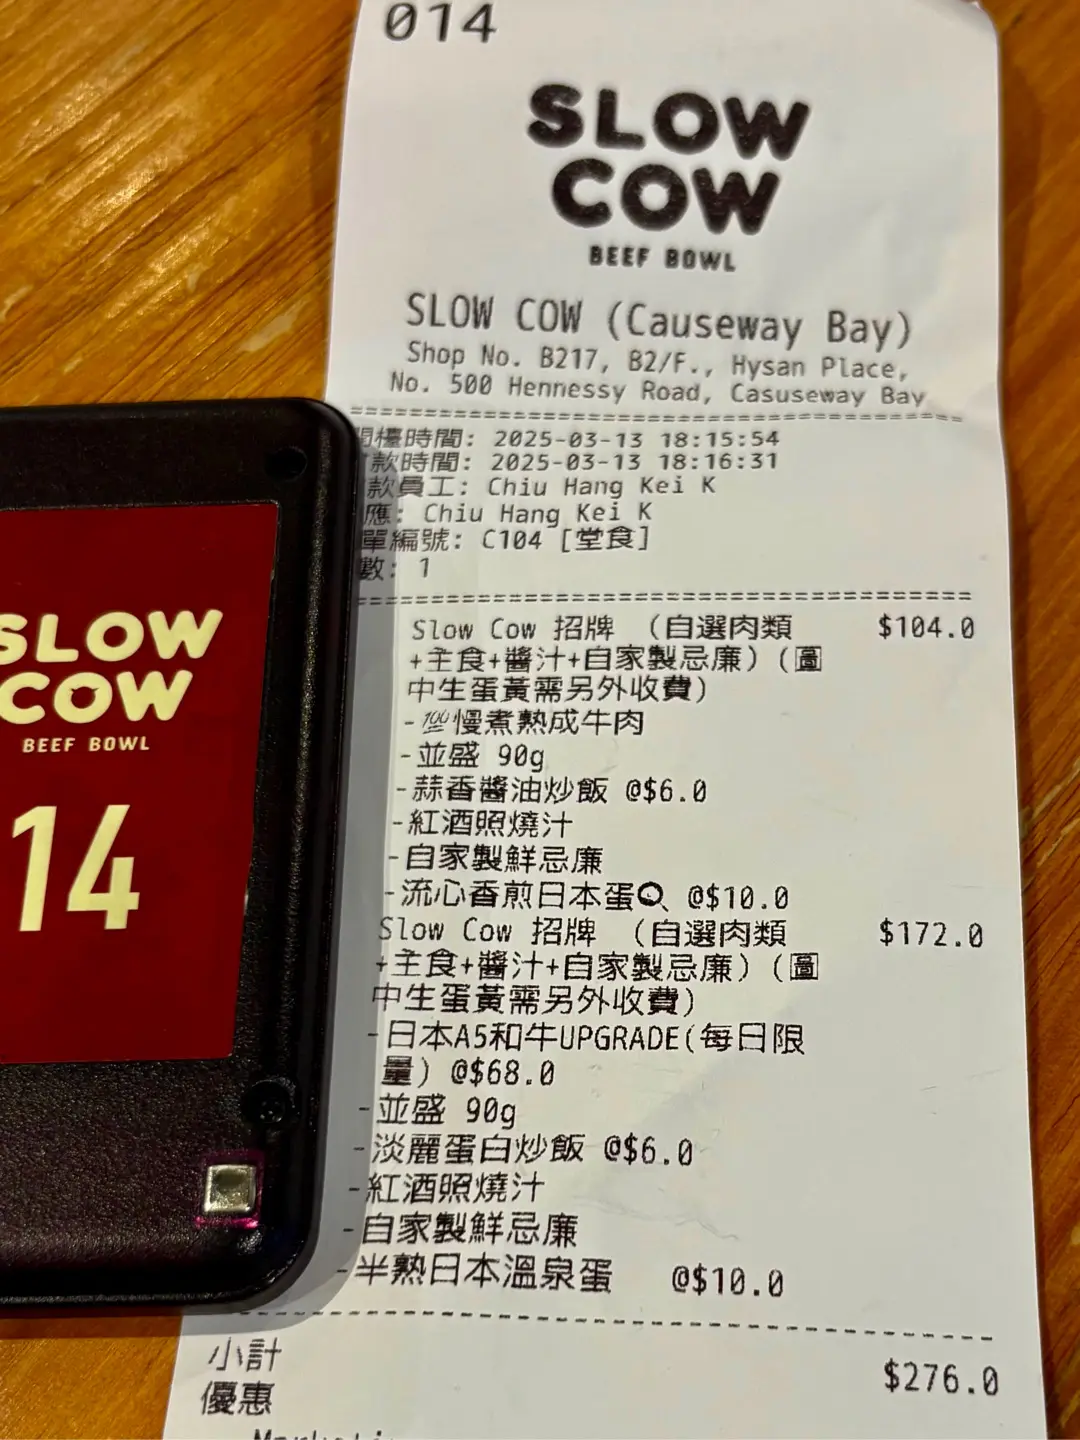 014
SLOW
COW
BEEF BOWL
SLOW COW (Causeway Bay)
Shop No. B217, B2/F., Hysan Place,
No. 500 Hennessy Road, Casuseway Bay
檯時間: 2025-03-13 18:15:54
款時間: 2025-03-13 18:16:31
款員工: Chiu Hang Kei K
應: Chiu Hang Kei K
單編號: C104 [堂食]
數: 1
Slow Cow 招牌 (自選肉類 $104.0
+主食+醬汁+自家製忌廉) (圖
中生蛋黃需另外收費)
-💯慢煮熟成牛肉
-並盛 90g
-蒜香醬油炒飯 @$6.0
-紅酒照燒汁
-自家製鮮忌廉
-流心香煎日本蛋🔍 @$10.0
Slow Cow 招牌 (自選肉類 $172.0
+主食+醬汁+自家製忌廉) (圖
中生蛋黃需另外收費)
-日本A5和牛UPGRADE(每日限
量) @$68.0
-並盛 90g
-淡麗蛋白炒飯 @$6.0
-紅酒照燒汁
-自家製鮮忌廉
-半熟日本溫泉蛋 @$10.0
小計 $276.0
優惠
SLOW
COW
BEEF BOWL
14